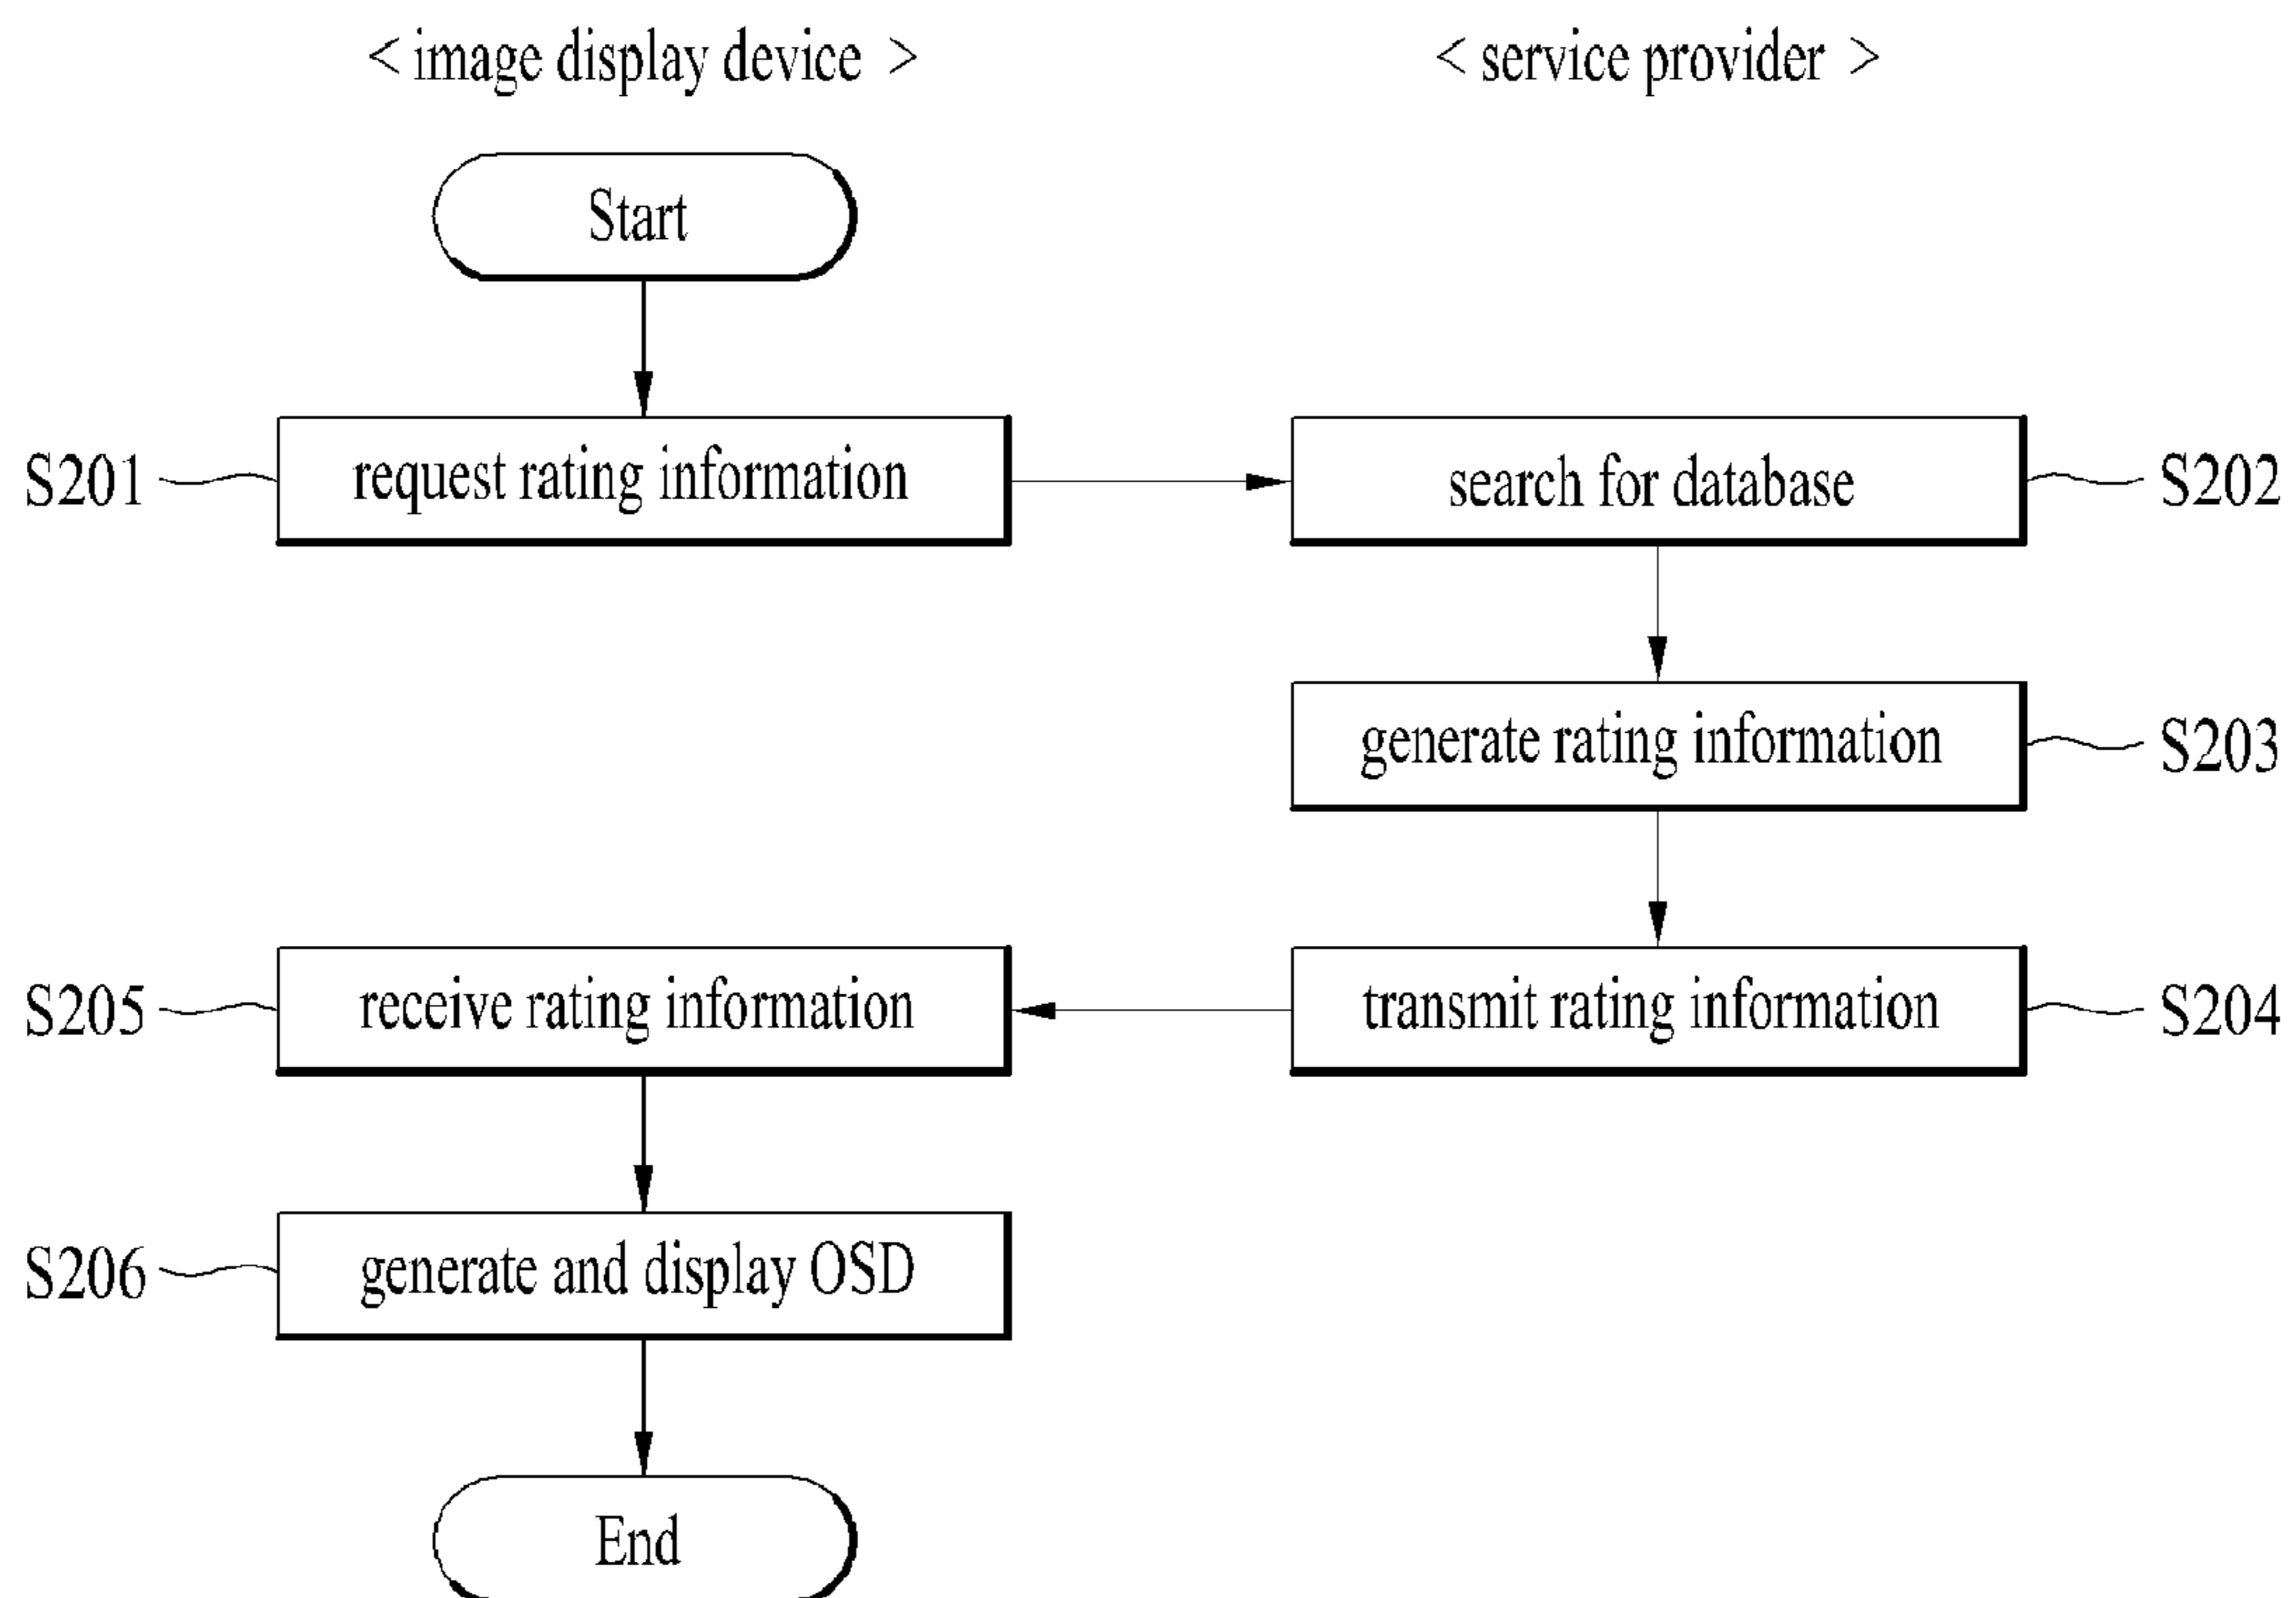 < image display device >
< service provider >
Start
S201
request rating information
search for database
S202
generate rating information
S203
S205
receive rating information
transmit rating information
S204
S206
generate and display OSD
End